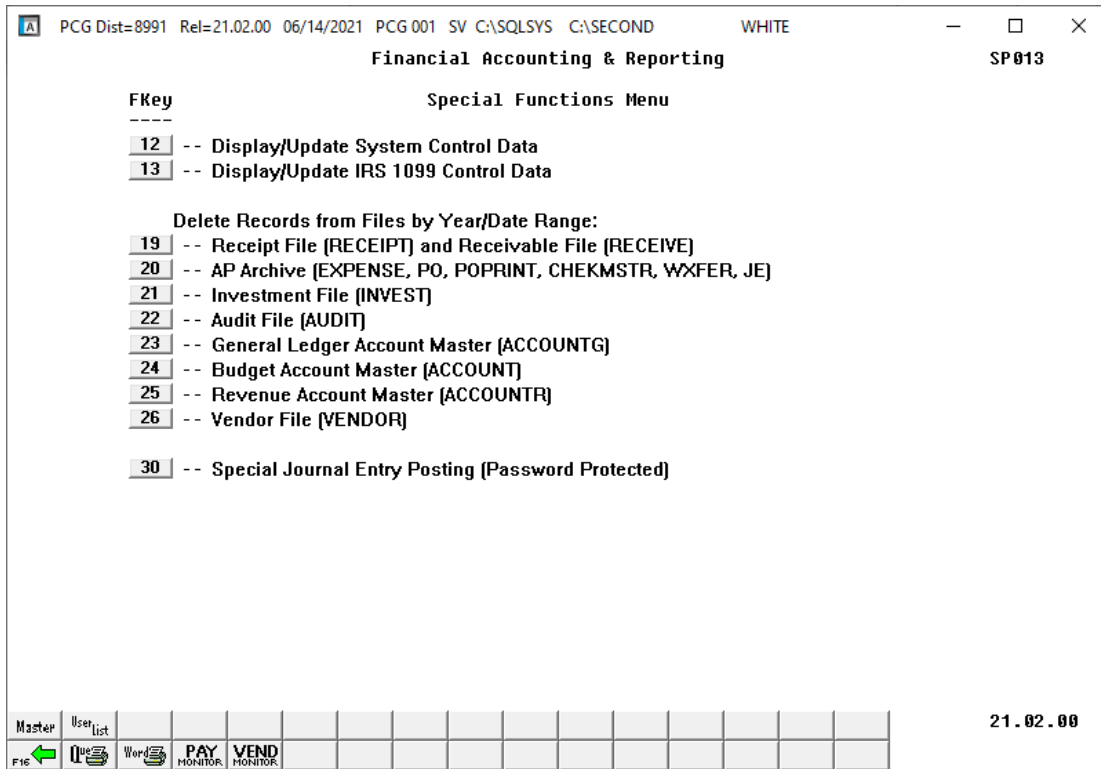 A PCG Dist=8991 Rel=21.02.00 06/14/2021 PCG 001 SV C:\SQLSYS C:\SECOND WHITE
Financial Accounting & Reporting SP013
FKey Special Functions Menu
----
12 -- Display/Update System Control Data
13 -- Display/Update IRS 1099 Control Data
Delete Records from Files by Year/Date Range:
19 -- Receipt File (RECEIPT) and Receivable File (RECEIVE)
20 -- AP Archive (EXPENSE, PO, POPRINT, CHEKMSTR, WXFER, JE)
21 -- Investment File (INVEST)
22 -- Audit File (AUDIT)
23 -- General Ledger Account Master (ACCOUNTG)
24 -- Budget Account Master (ACCOUNT)
25 -- Revenue Account Master (ACCOUNTR)
26 -- Vendor File (VENDOR)
30 -- Special Journal Entry Posting (Password Protected)
Master User List 21.02.00
F16 Que Word PAY MONITOR VEND MONITOR